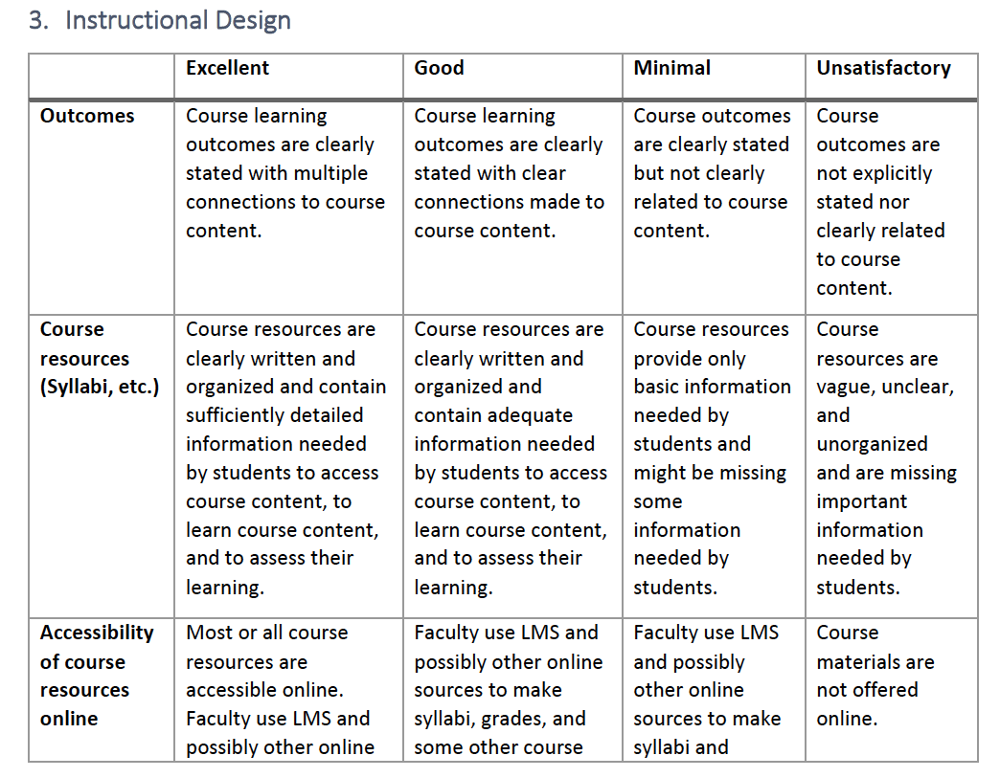 3. Instructional Design
Excellent
Good
Minimal
Unsatisfactory
Outcomes
Course learning
outcomes are clearly
stated with multiple
connections to course
content.
Course learning
outcomes are clearly
stated with clear
connections made to
course content.
Course outcomes
are clearly stated
but not clearly
related to course
content.
Course
outcomes are
not explicitly
stated nor
clearly related
to course
content.
Course
resources
(Syllabi, etc.)
Course resources are
clearly written and
organized and contain
sufficiently detailed
information needed
by students to access
course content, to
learn course content,
and to assess their
learning.
Course resources are
clearly written and
organized and
contain adequate
information needed
by students to access
course content, to
learn course content,
and to assess their
learning.
Course resources
provide only
basic information
needed by
students and
might be missing
some
information
needed by
students.
Course
resources are
vague, unclear,
and
unorganized
and are missing
important
information
needed by
students.
Accessibility
of course
resources
online
Most or all course
resources are
accessible online.
Faculty use LMS and
possibly other online
Faculty use LMS and
possibly other online
sources to make
syllabi, grades, and
some other course
Faculty use LMS
and possibly
other online
sources to make
syllabi and
Course
materials are
not offered
online.